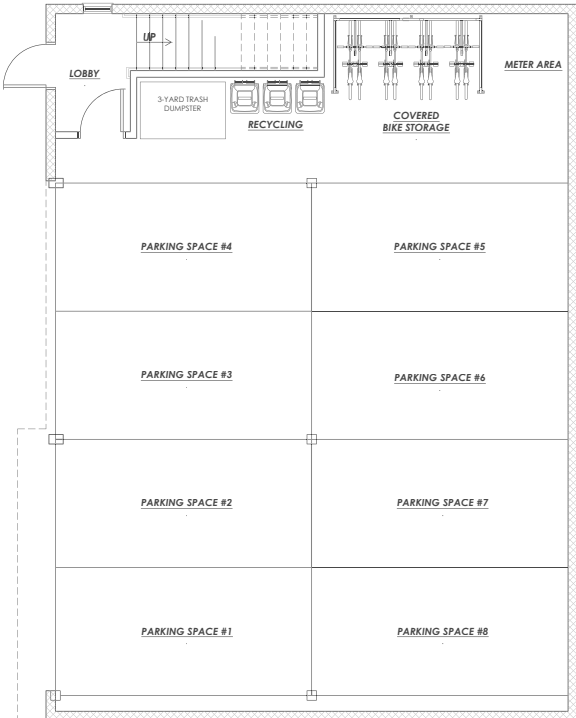 UP
LOBBY
METER AREA
3-YARD TRASH
DUMPSTER
RECYCLING
COVERED
BIKE STORAGE
PARKING SPACE #4
PARKING SPACE #5
PARKING SPACE #3
PARKING SPACE #6
PARKING SPACE #2
PARKING SPACE #7
PARKING SPACE #1
PARKING SPACE #8